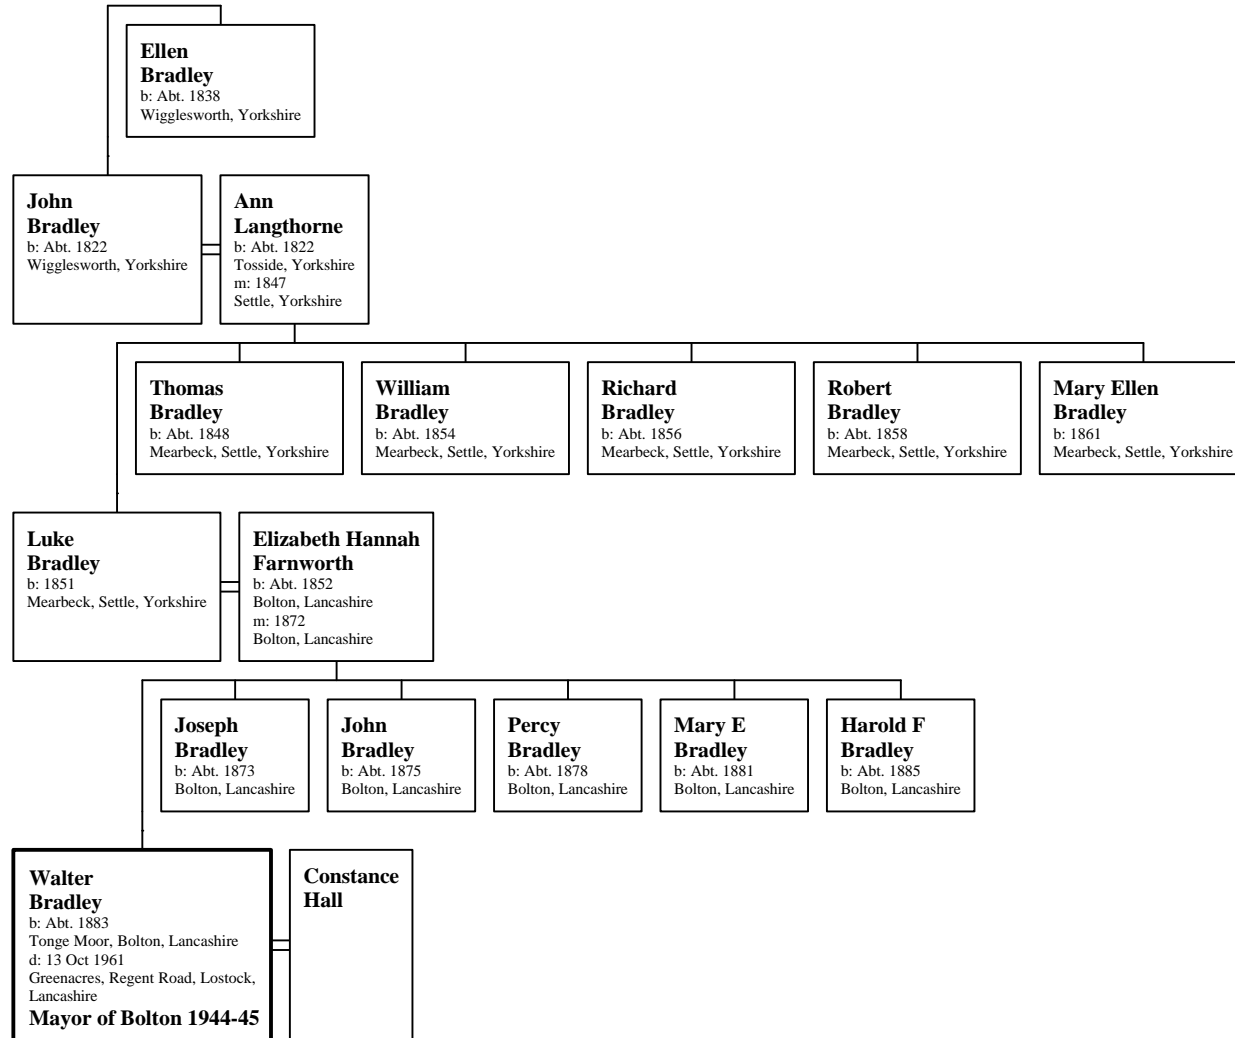 Ellen
Bradley
b: Abt. 1838
Wigglesworth, Yorkshire
John
Bradley
b: Abt. 1822
Wigglesworth, Yorkshire
Ann
Langthorne
b: Abt. 1822
Tosside, Yorkshire
m: 1847
Settle, Yorkshire
Thomas
Bradley
b: Abt. 1848
Mearbeck, Settle, Yorkshire
William
Bradley
b: Abt. 1854
Mearbeck, Settle, Yorkshire
Richard
Bradley
b: Abt. 1856
Mearbeck, Settle, Yorkshire
Robert
Bradley
b: Abt. 1858
Mearbeck, Settle, Yorkshire
Mary Ellen
Bradley
b: 1861
Mearbeck, Settle, Yorkshire
Luke
Bradley
b: 1851
Mearbeck, Settle, Yorkshire
Elizabeth Hannah
Farnworth
b: Abt. 1852
Bolton, Lancashire
m: 1872
Bolton, Lancashire
Joseph
Bradley
b: Abt. 1873
Bolton, Lancashire
John
Bradley
b: Abt. 1875
Bolton, Lancashire
Percy
Bradley
b: Abt. 1878
Bolton, Lancashire
Mary E
Bradley
b: Abt. 1881
Bolton, Lancashire
Harold F
Bradley
b: Abt. 1885
Bolton, Lancashire
Walter
Bradley
b: Abt. 1883
Tonge Moor, Bolton, Lancashire
d: 13 Oct 1961
Greenacres, Regent Road, Lostock,
Lancashire
Mayor of Bolton 1944-45
Constance
Hall